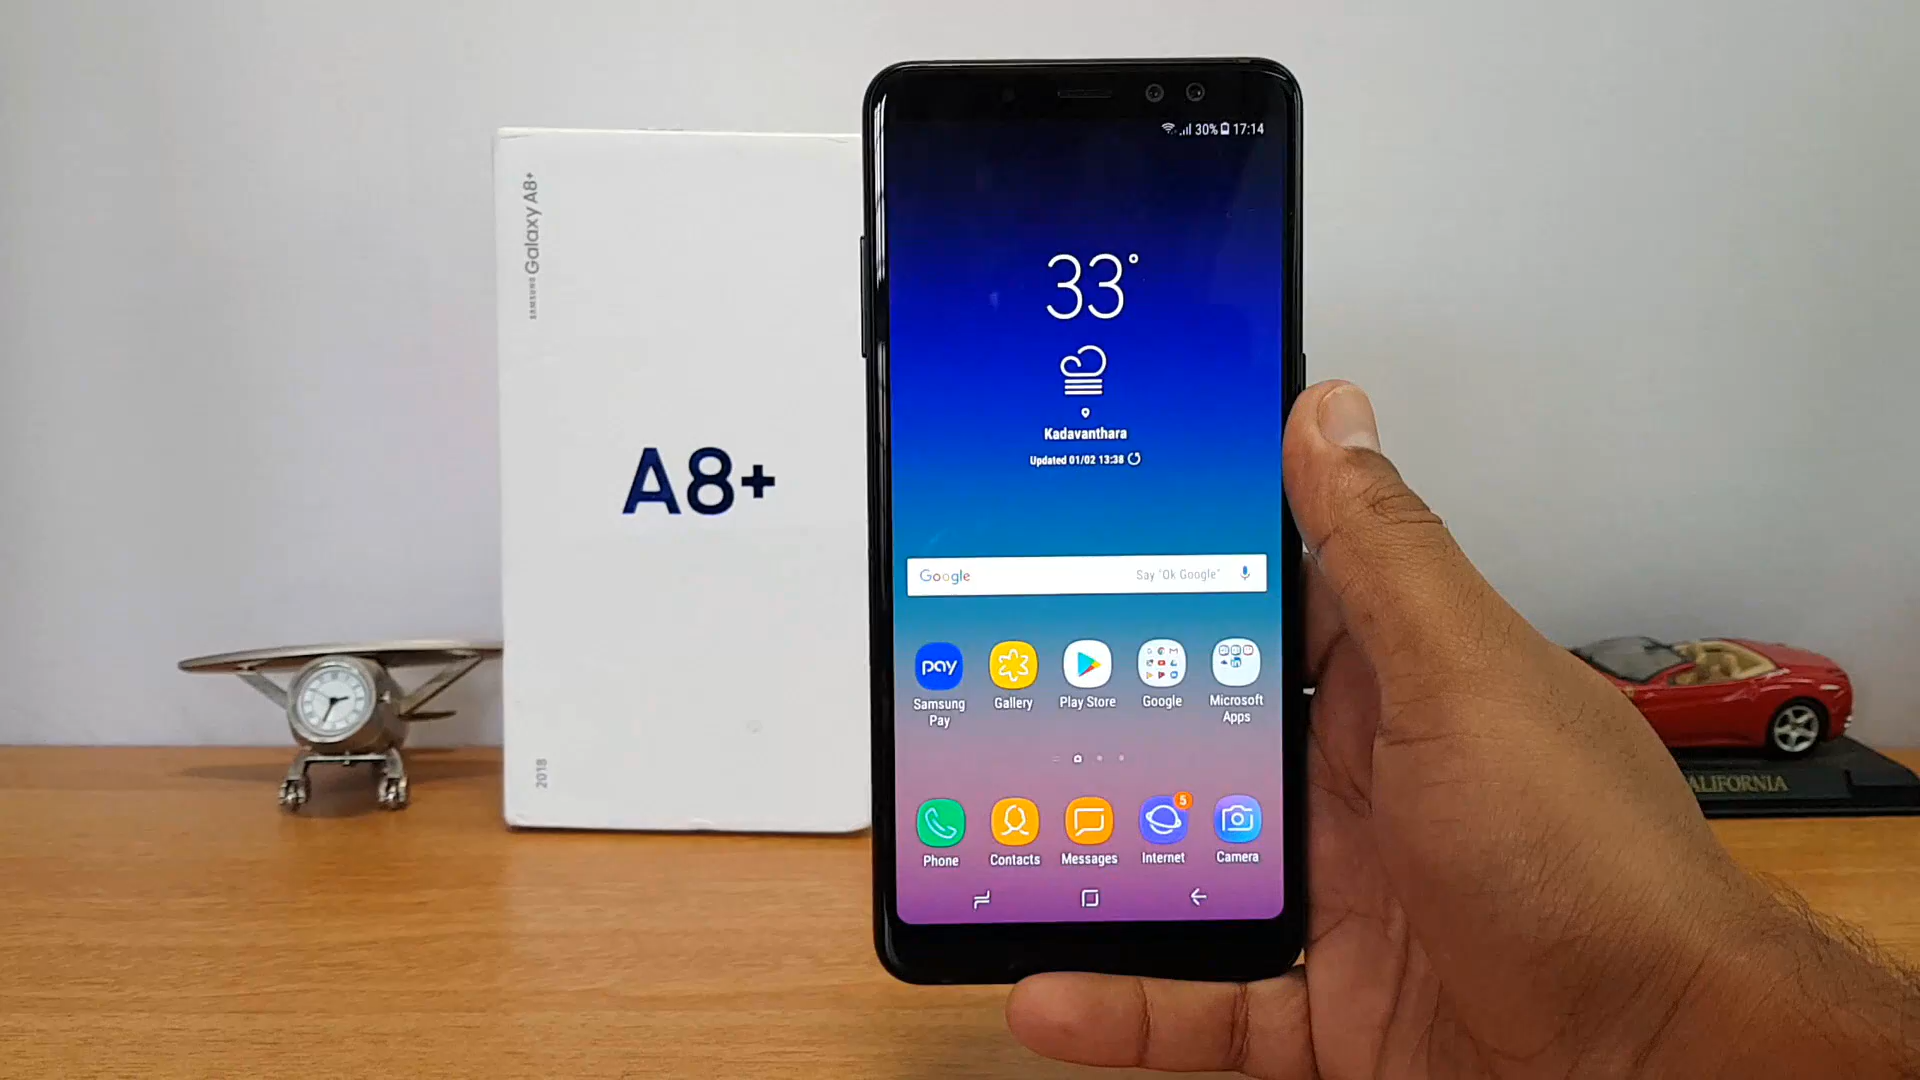 SAMSUNG Galaxy A8+
A8+
2018
30% 17:14
33°
Kadavanthara
Updated 01/02 13:38
Google Say "Ok Google"
pay
Samsung Pay
Gallery
Play Store
Google
Microsoft Apps
5
Phone
Contacts
Messages
Internet
Camera
ALIFORNIA